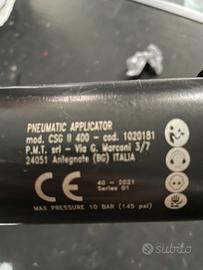 PNEUMATIC APPLICATOR
mod. CSG II 400 - cod. 1020181
P.M.T. srl - Via G. Marconi 3/7
24051 Antegnate (BG) ITALIA
CE
40 - 2021
Series 01
MAX PRESSURE 10 BAR (145 psi)
subito